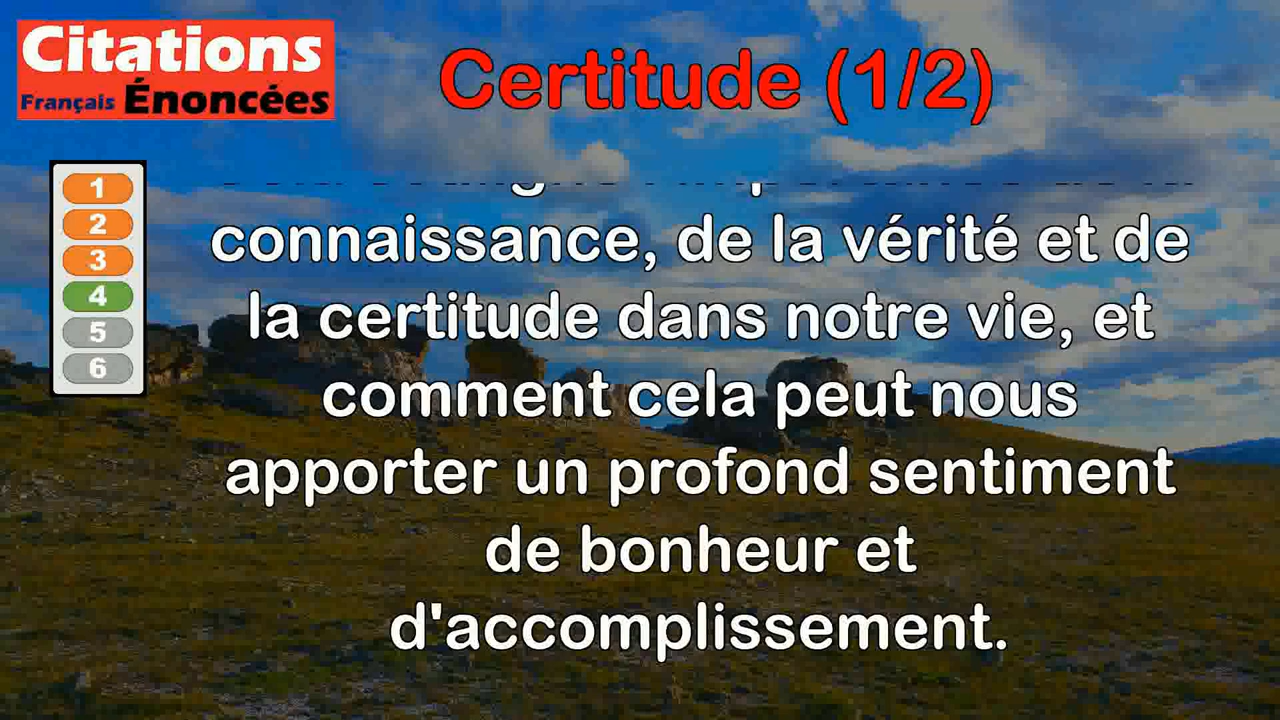 Citations
Français Énoncées
Certitude (1/2)
1
2
3
4
5
6
connaissance, de la vérité et de
la certitude dans notre vie, et
comment cela peut nous
apporter un profond sentiment
de bonheur et
d'accomplissement.